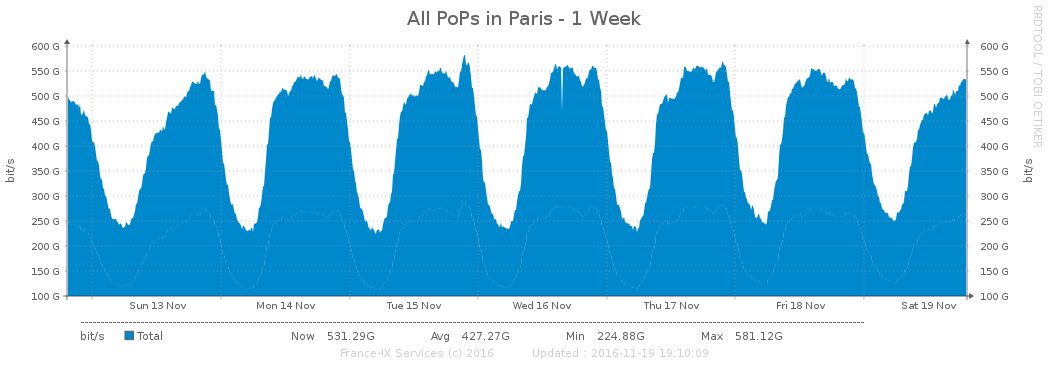 All PoPs in Paris - 1 Week
RRDTOOL / TOBI OETIKER
600 G 600 G
550 G 550 G
500 G 500 G
450 G 450 G
400 G 400 G
350 G 350 G
300 G 300 G
250 G 250 G
200 G 200 G
150 G 150 G
100 G 100 G
bit/s bit/s
Sun 13 Nov Mon 14 Nov Tue 15 Nov Wed 16 Nov Thu 17 Nov Fri 18 Nov Sat 19 Nov
bit/s Total Now 531.29G Avg 427.27G Min 224.88G Max 581.12G
France-IX Services (c) 2016 Updated : 2016-11-19 19:10:09